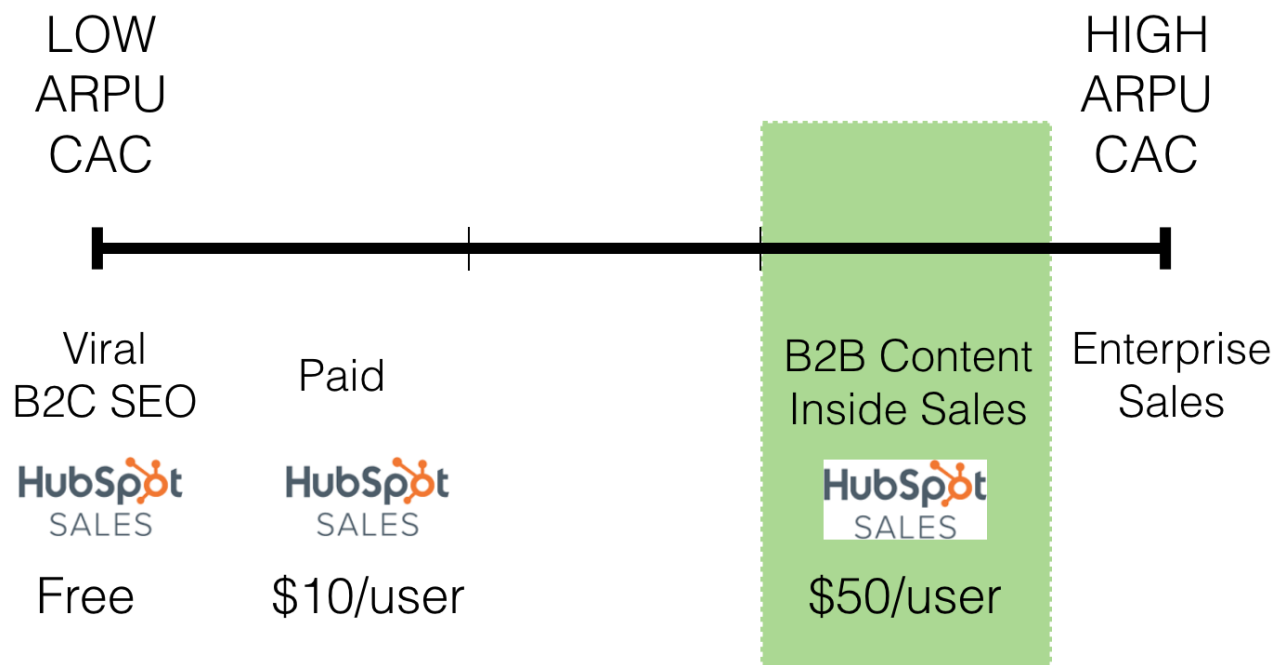 LOW
ARPU
CAC
HIGH
ARPU
CAC
Viral
B2C SEO
Paid
B2B Content
Inside Sales
Enterprise
Sales
HubSpot
SALES
HubSpot
SALES
HubSpot
SALES
Free
$10/user
$50/user